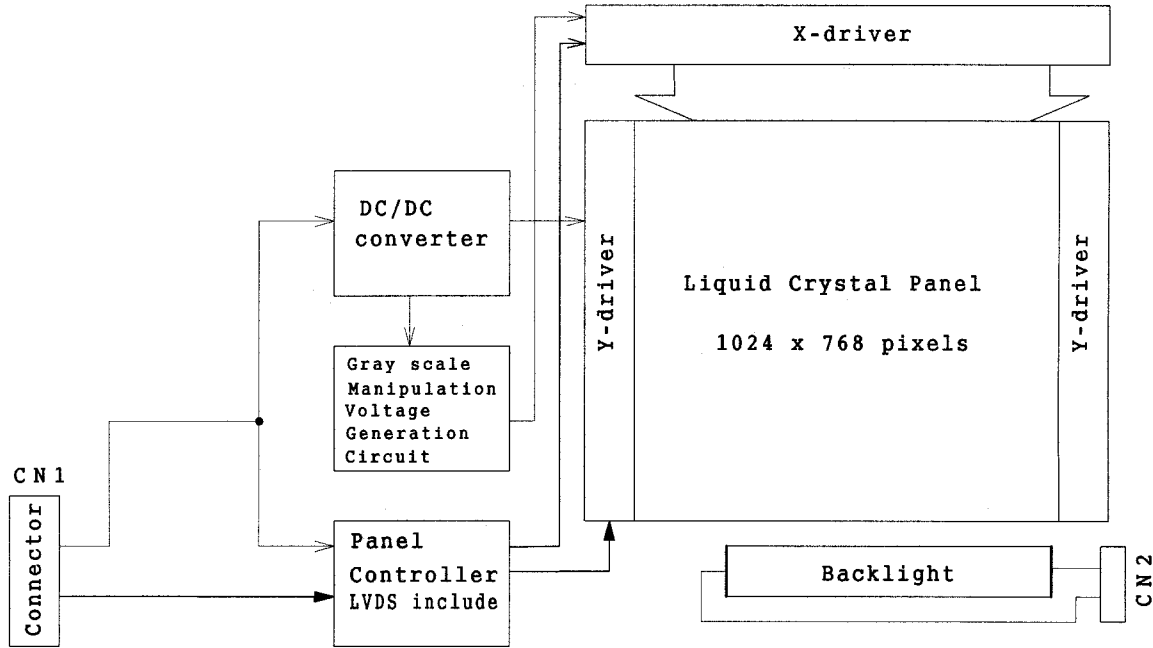 X-driver
DC/DC
converter
Y-driver
Liquid Crystal Panel
1024 x 768 pixels
Y-driver
Gray scale
Manipulation
Voltage
Generation
Circuit
CN1
Connector
Panel
Controller
LVDS include
Backlight
CN2